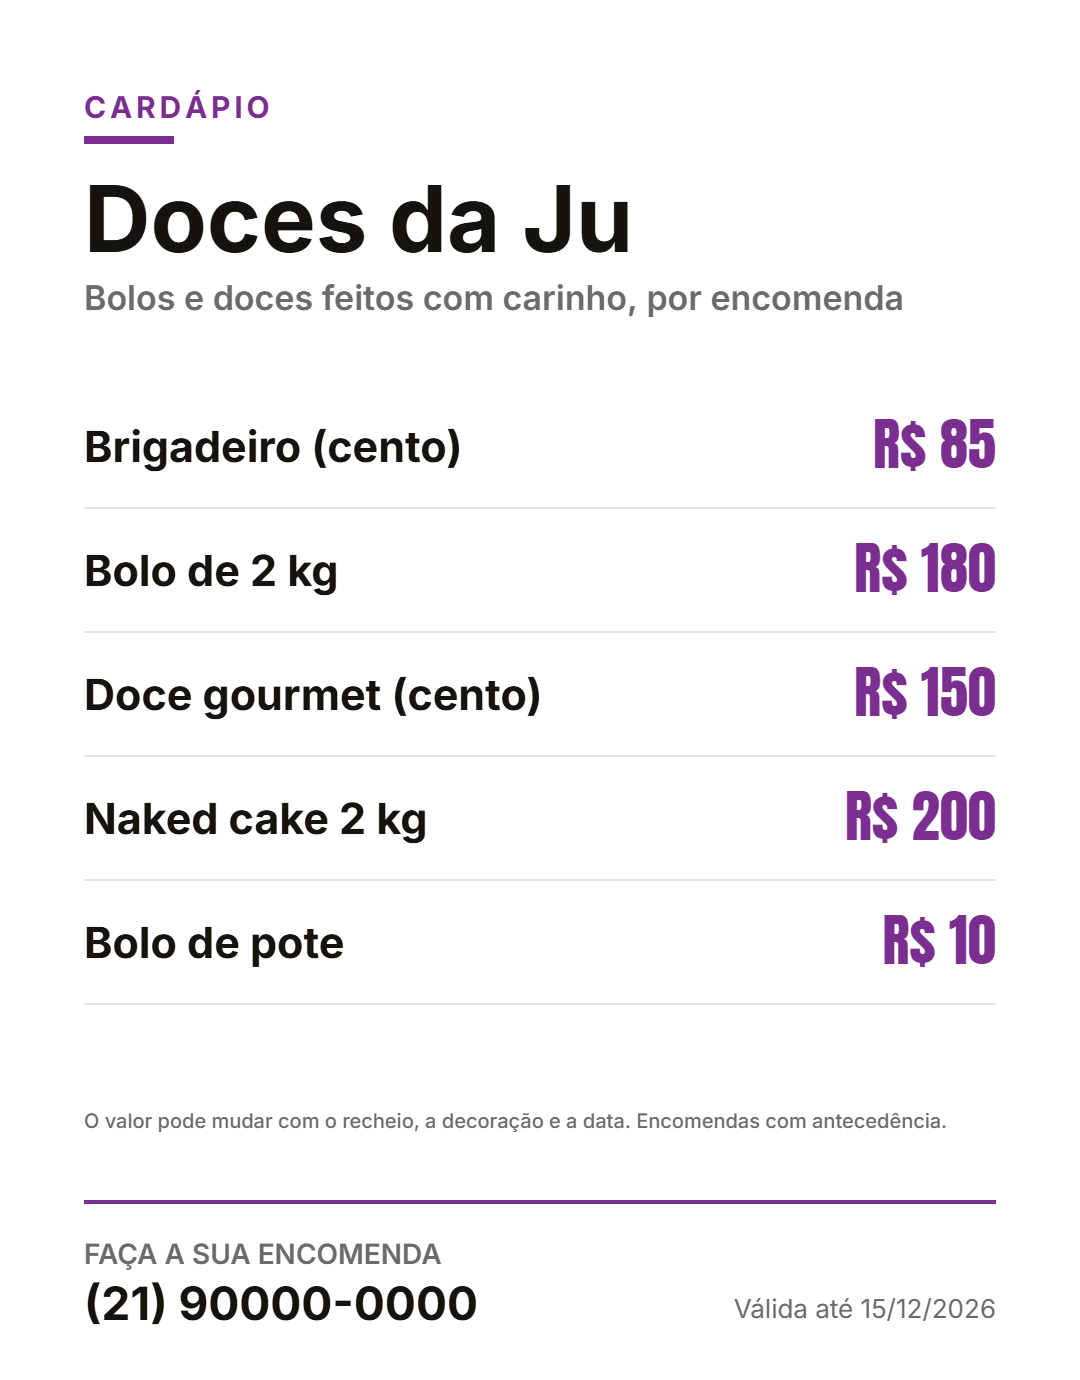 CARDÁPIO
Doces da Ju
Bolos e doces feitos com carinho, por encomenda
Brigadeiro (cento) R$ 85
Bolo de 2 kg R$ 180
Doce gourmet (cento) R$ 150
Naked cake 2 kg R$ 200
Bolo de pote R$ 10
O valor pode mudar com o recheio, a decoração e a data. Encomendas com antecedência.
FAÇA A SUA ENCOMENDA
(21) 90000-0000 Válida até 15/12/2026